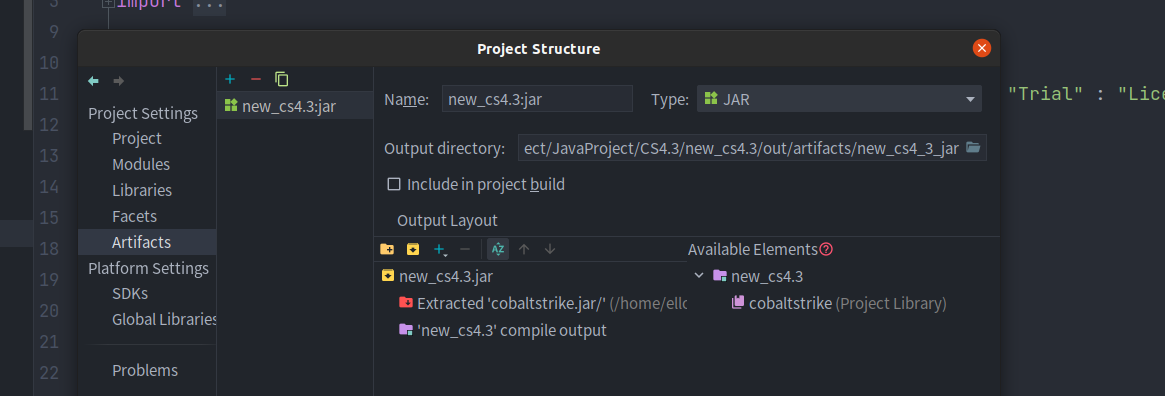 8
import ...
9
Project Structure
10
Name: new_cs4.3:jar Type: JAR
new_cs4.3:jar
11
"Trial" : "Lice
Project Settings
12
Project
Output directory: ect/JavaProject/CS4.3/new_cs4.3/out/artifacts/new_cs4_3_jar
13
Modules
14
Include in project build
Libraries
15
Facets
Output Layout
18
Artifacts
AZ
Available Elements?
Platform Settings
19
new_cs4.3.jar
new_cs4.3
SDKs
20
Extracted 'cobaltstrike.jar/' (/home/ellc
cobaltstrike (Project Library)
Global Libraries
21
'new_cs4.3' compile output
22
Problems